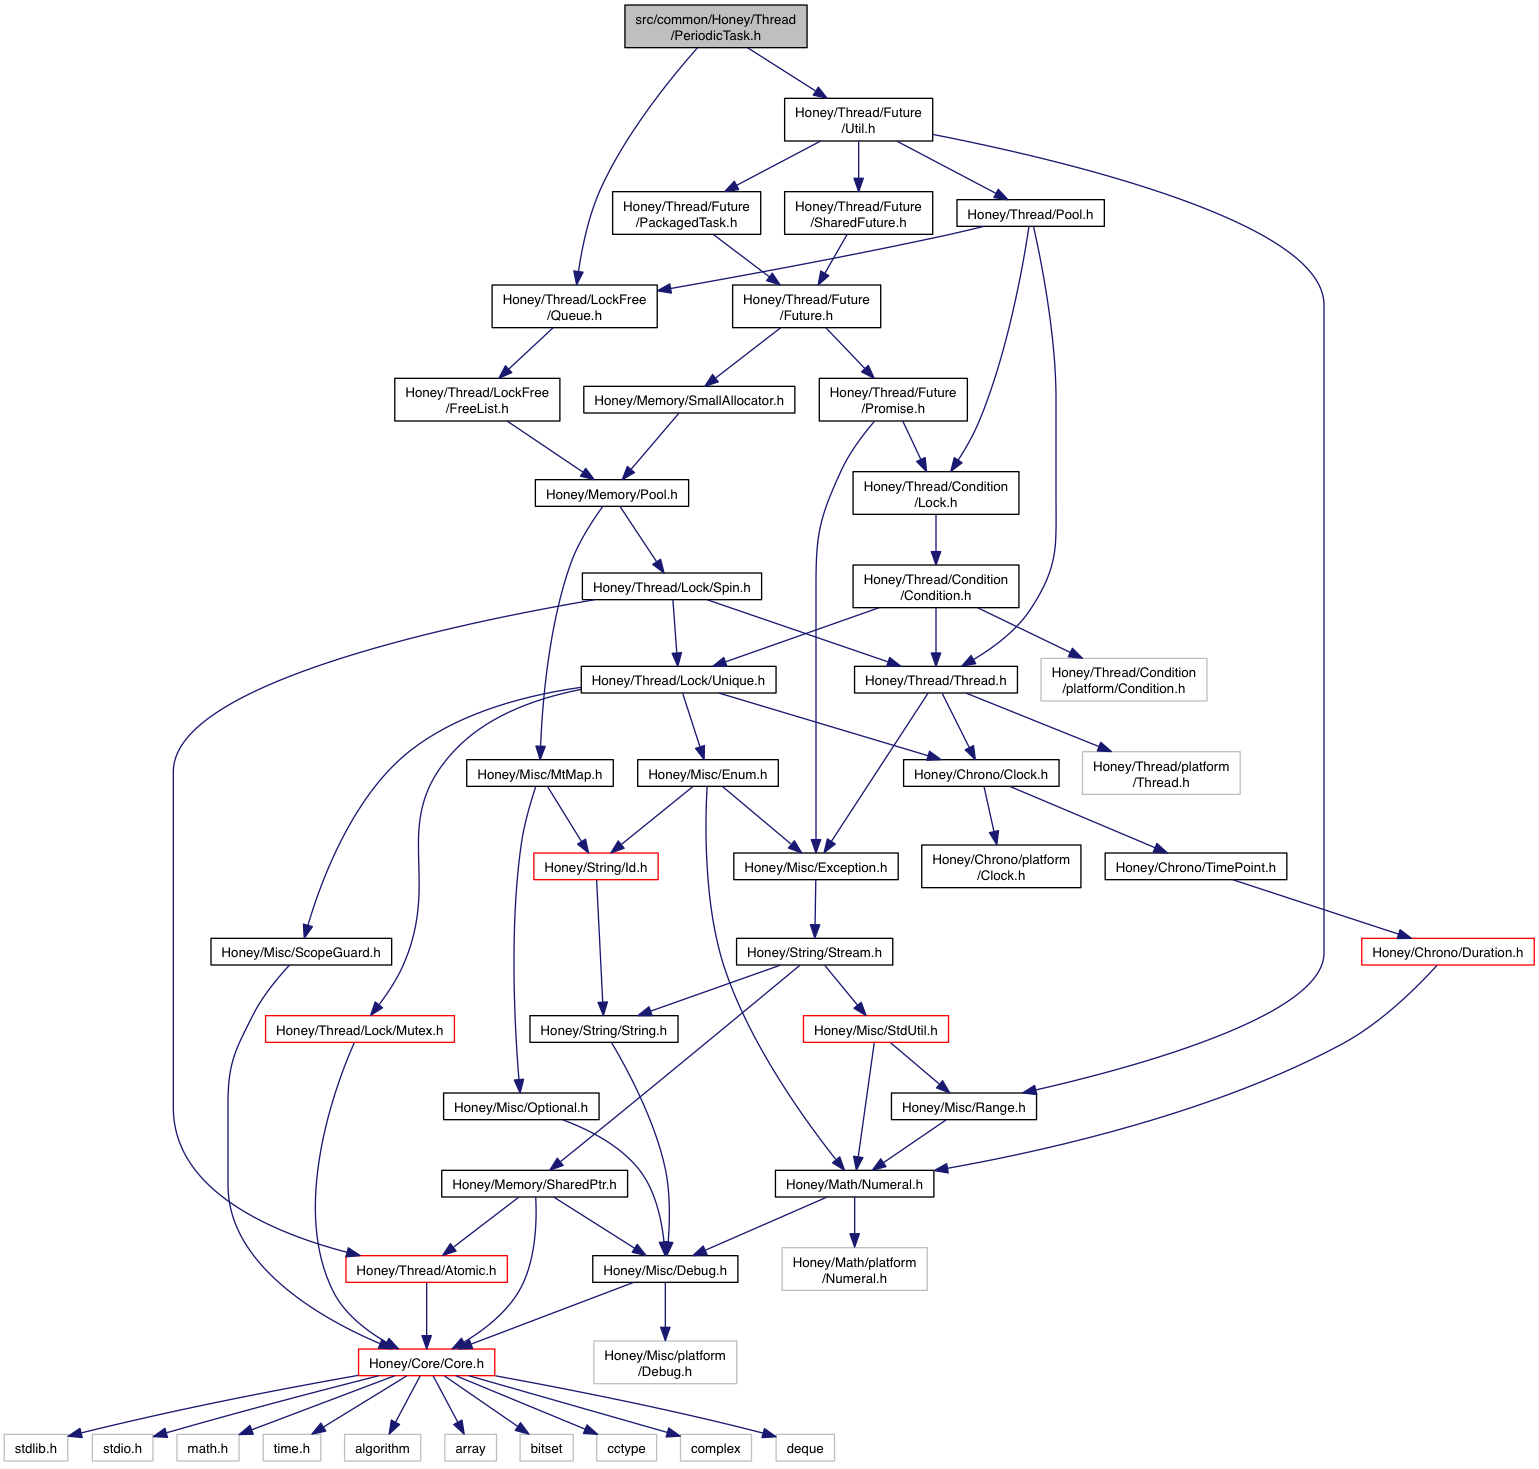 src/common/Honey/Thread
/PeriodicTask.h
Honey/Thread/Future
/Util.h
Honey/Thread/Future
/PackagedTask.h
Honey/Thread/Future
/SharedFuture.h
Honey/Thread/Pool.h
Honey/Thread/LockFree
/Queue.h
Honey/Thread/Future
/Future.h
Honey/Thread/LockFree
/FreeList.h
Honey/Memory/SmallAllocator.h
Honey/Thread/Future
/Promise.h
Honey/Memory/Pool.h
Honey/Thread/Condition
/Lock.h
Honey/Thread/Lock/Spin.h
Honey/Thread/Condition
/Condition.h
Honey/Thread/Lock/Unique.h
Honey/Thread/Thread.h
Honey/Thread/Condition
/platform/Condition.h
Honey/Misc/MtMap.h
Honey/Misc/Enum.h
Honey/Chrono/Clock.h
Honey/Thread/platform
/Thread.h
Honey/String/Id.h
Honey/Misc/Exception.h
Honey/Chrono/platform
/Clock.h
Honey/Chrono/TimePoint.h
Honey/Misc/ScopeGuard.h
Honey/String/Stream.h
Honey/Chrono/Duration.h
Honey/Thread/Lock/Mutex.h
Honey/String/String.h
Honey/Misc/StdUtil.h
Honey/Misc/Optional.h
Honey/Misc/Range.h
Honey/Memory/SharedPtr.h
Honey/Math/Numeral.h
Honey/Thread/Atomic.h
Honey/Misc/Debug.h
Honey/Math/platform
/Numeral.h
Honey/Core/Core.h
Honey/Misc/platform
/Debug.h
stdlib.h
stdio.h
math.h
time.h
algorithm
array
bitset
cctype
complex
deque